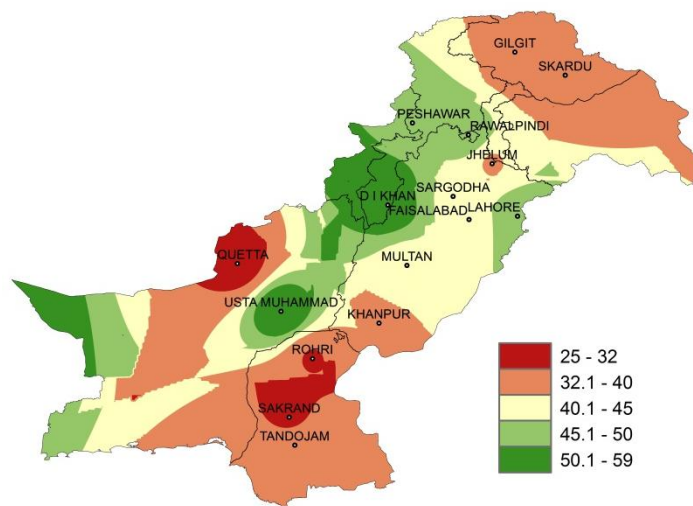 GILGIT
SKARDU
PESHAWAR
RAWALPINDI
JHELUM
SARGODHA
D I KHAN
FAISALABAD
LAHORE
QUETTA
MULTAN
USTA MUHAMMAD
KHANPUR
ROHRI
SAKRAND
TANDOJAM
25 - 32
32.1 - 40
40.1 - 45
45.1 - 50
50.1 - 59